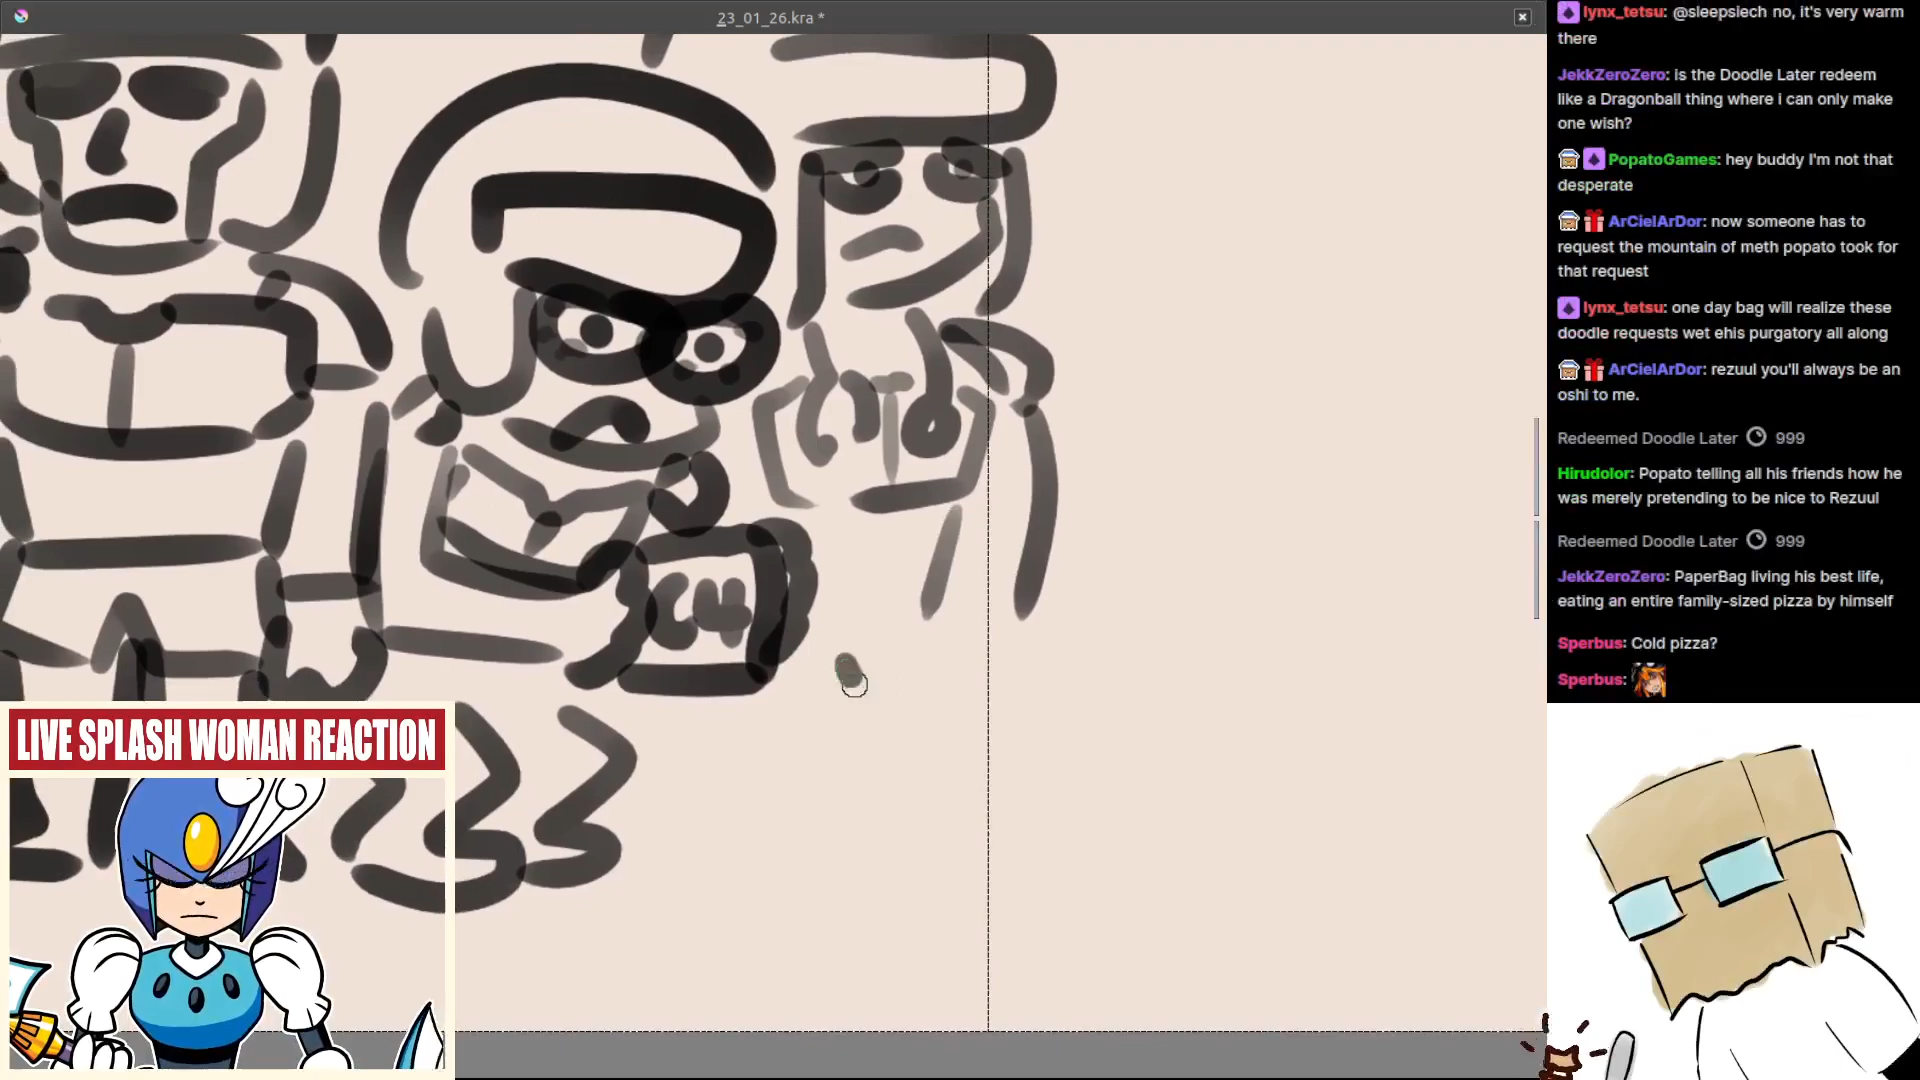 23_01_26.kra *
lynx_tetsu: @sleepsiech no, it's very warm
there
JekkZeroZero: is the Doodle Later redeem
like a Dragonball thing where i can only make
one wish?
PopatoGames: hey buddy I'm not that
desperate
ArCielArDor: now someone has to
request the mountain of meth popato took for
that request
lynx_tetsu: one day bag will realize these
doodle requests wet ehis purgatory all along
ArCielArDor: rezuul you'll always be an
oshi to me.
Redeemed Doodle Later 999
Hirudolor: Popato telling all his friends how he
was merely pretending to be nice to Rezuul
Redeemed Doodle Later 999
JekkZeroZero: PaperBag living his best life,
eating an entire family-sized pizza by himself
Sperbus: Cold pizza?
Sperbus:
C4
LIVE SPLASH WOMAN REACTION